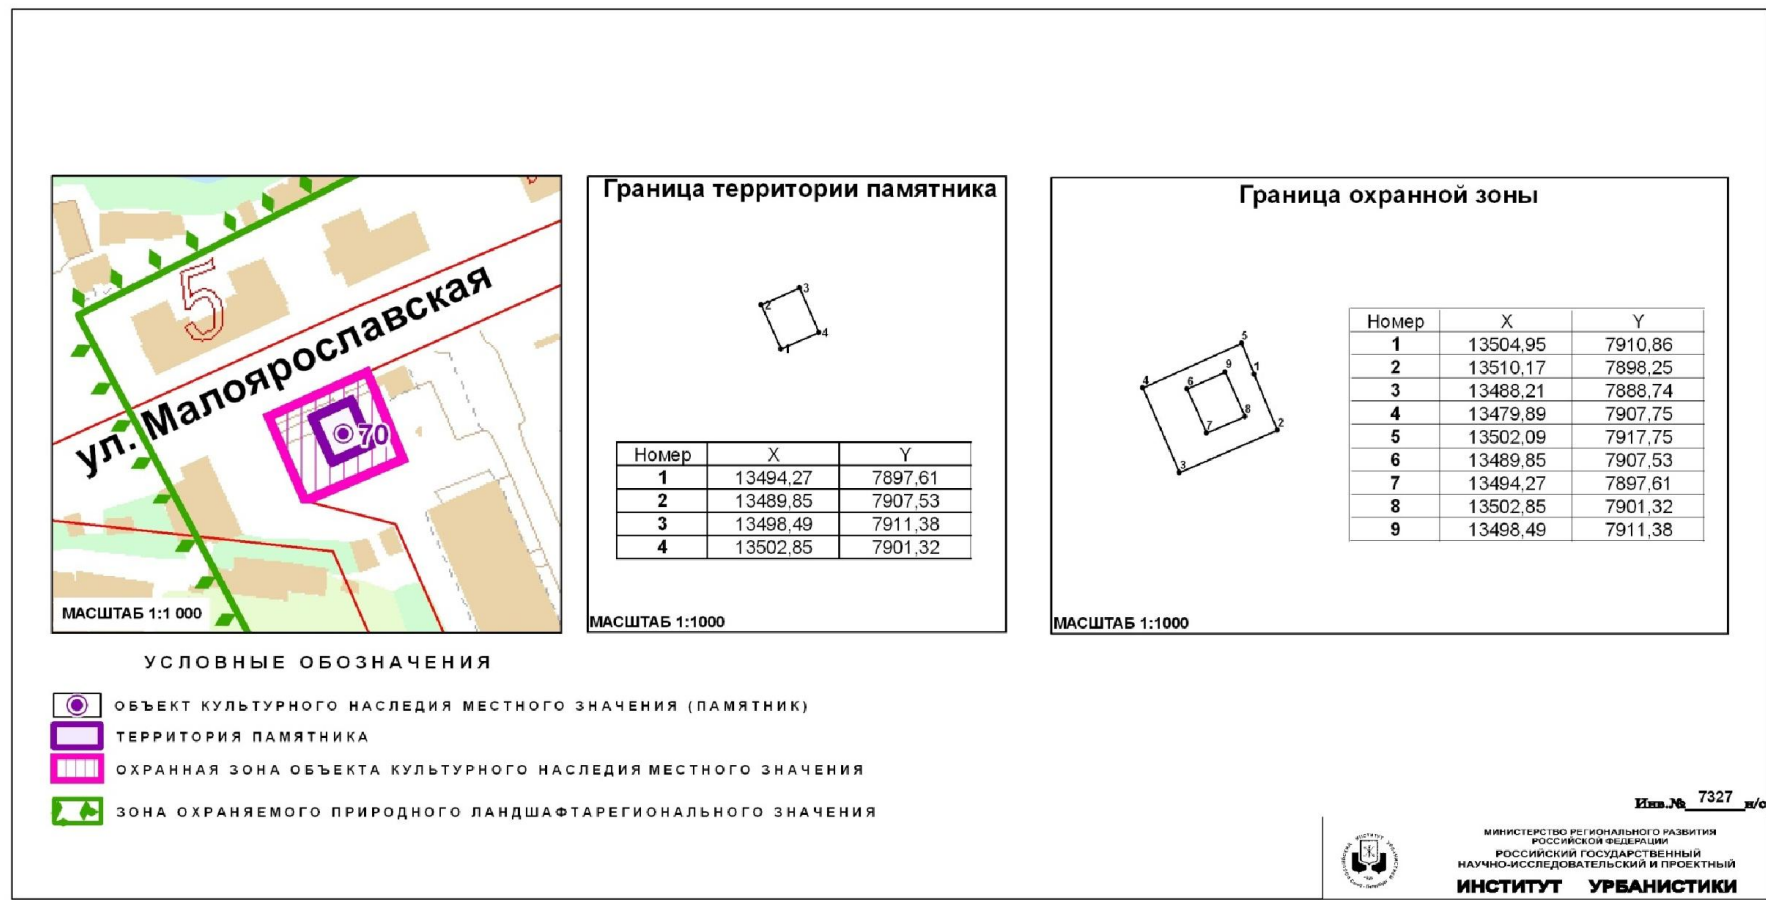 5
ул. Малоярославская
70
МАСШТАБ 1:1 000
Граница территории памятника
2
3
1
4
Номер X Y
1 13494,27 7897,61
2 13489,85 7907,53
3 13498,49 7911,38
4 13502,85 7901,32
МАСШТАБ 1:1000
Граница охранной зоны
5
4
9
1
6
8
7
2
3
Номер X Y
1 13504,95 7910,86
2 13510,17 7898,25
3 13488,21 7888,74
4 13479,89 7907,75
5 13502,09 7917,75
6 13489,85 7907,53
7 13494,27 7897,61
8 13502,85 7901,32
9 13498,49 7911,38
МАСШТАБ 1:1000
УСЛОВНЫЕ ОБОЗНАЧЕНИЯ
ОБЪЕКТ КУЛЬТУРНОГО НАСЛЕДИЯ МЕСТНОГО ЗНАЧЕНИЯ (ПАМЯТНИК)
ТЕРРИТОРИЯ ПАМЯТНИКА
ОХРАННАЯ ЗОНА ОБЪЕКТА КУЛЬТУРНОГО НАСЛЕДИЯ МЕСТНОГО ЗНАЧЕНИЯ
ЗОНА ОХРАНЯЕМОГО ПРИРОДНОГО ЛАНДШАФТАРЕГИОНАЛЬНОГО ЗНАЧЕНИЯ
Инв.№ 7327 н/с
МИНИСТЕРСТВО РЕГИОНАЛЬНОГО РАЗВИТИЯ
РОССИЙСКОЙ ФЕДЕРАЦИИ
РОССИЙСКИЙ ГОСУДАРСТВЕННЫЙ
НАУЧНО-ИССЛЕДОВАТЕЛЬСКИЙ И ПРОЕКТНЫЙ
ИНСТИТУТ УРБАНИСТИКИ